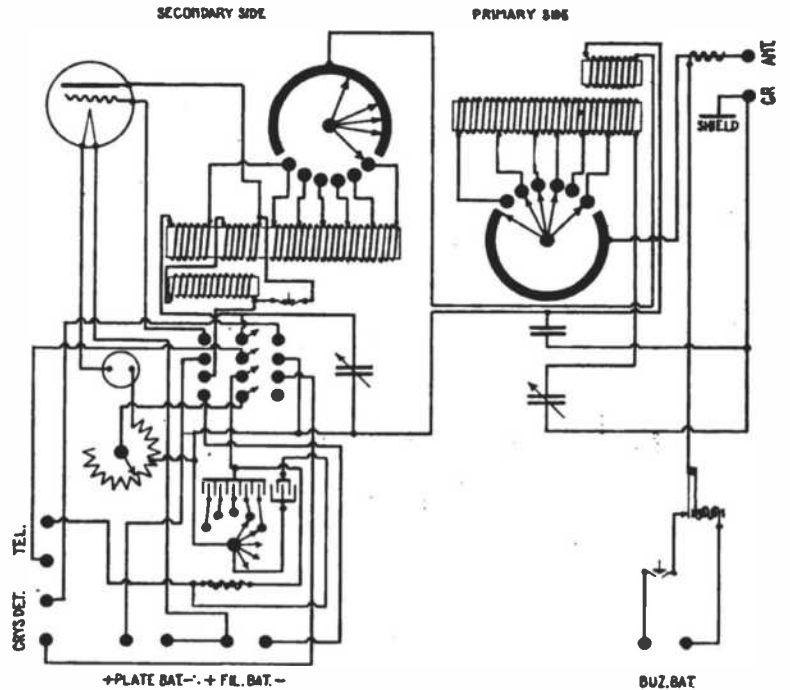 SECONDARY SIDE
PRIMARY SIDE
ANT.
GR
SHIELD
TEL.
CRYS DET.
+PLATE BAT-·. + FIL. BAT. -
BUZ. BAT.